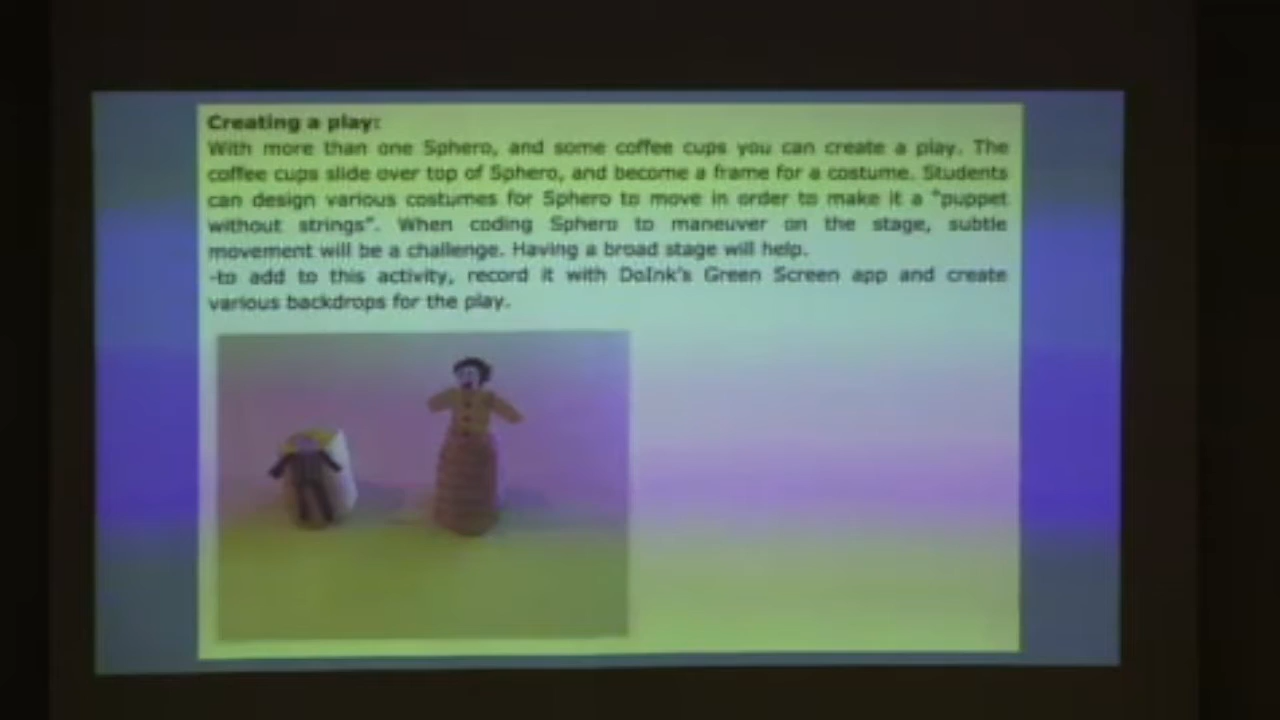 Creating a play:
With more than one Sphero, and some coffee cups you can create a play. The
coffee cups slide over top of Sphero, and become a frame for a costume. Students
can design various costumes for Sphero to move in order to make it a "puppet
without strings". When coding Sphero to maneuver on the stage, subtle
movement will be a challenge. Having a broad stage will help.
-to add to this activity, record it with DoInk's Green Screen app and create
various backdrops for the play.